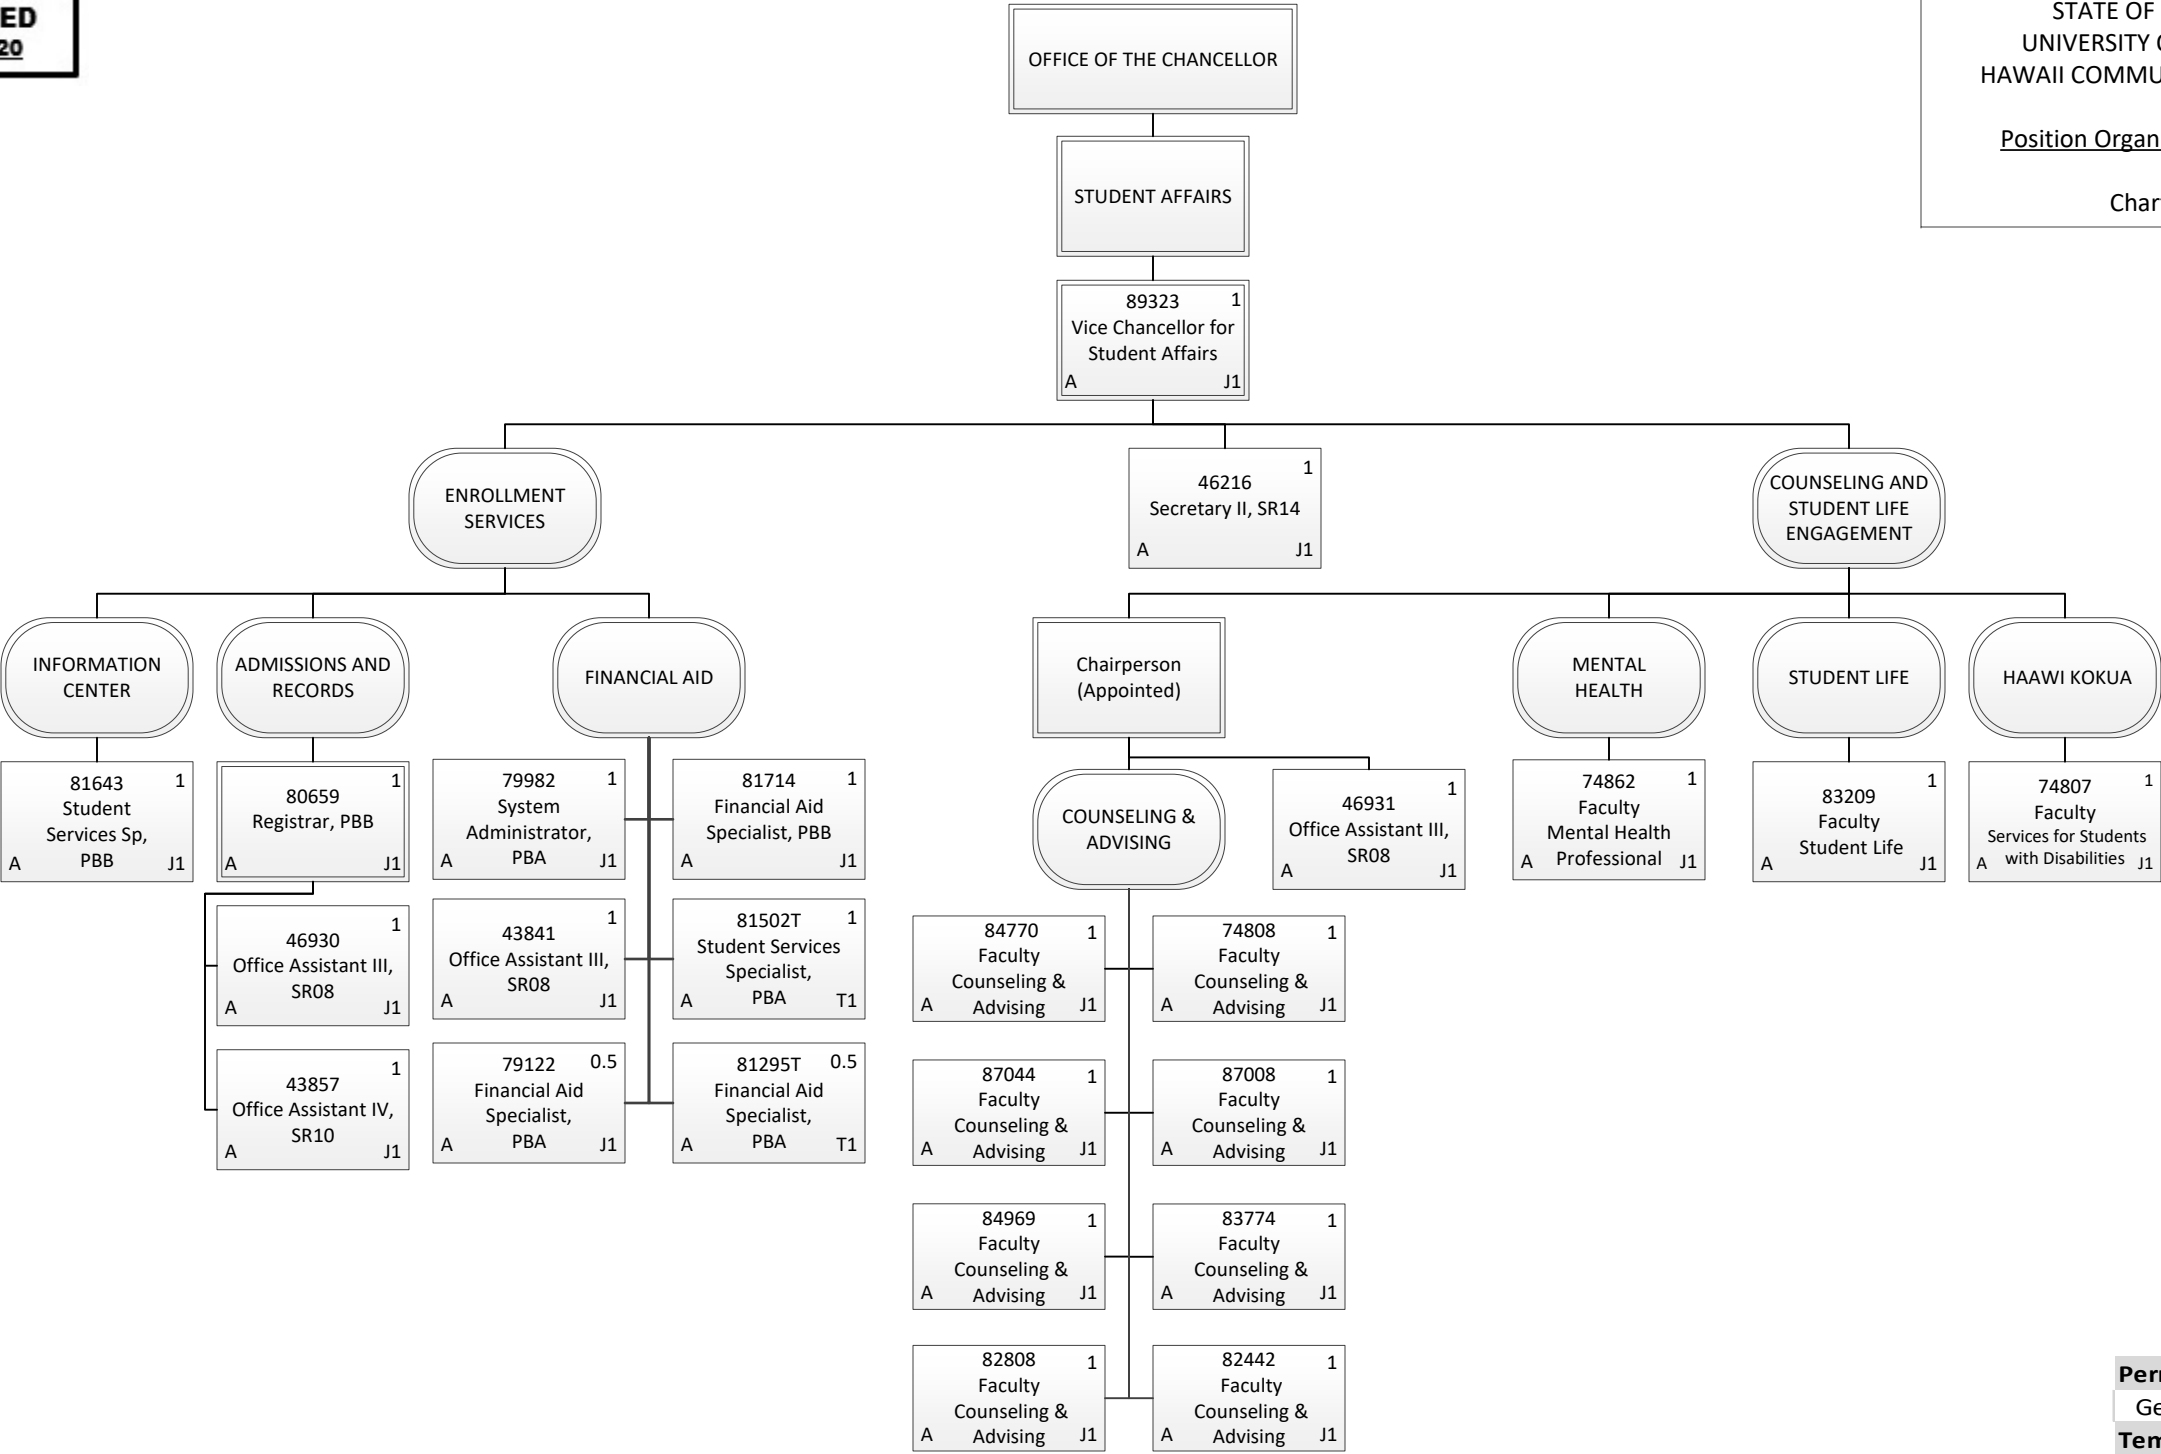 ED
20
STATE OF
UNIVERSITY
HAWAII
Position
OFFICE OF THE CHANCELLOR
STUDENT AFFAIRS
89323 1
Vice Chancellor for
Student Affairs
A J1
ENROLLMENT
SERVICES
1
46216
Secretary II, SR14
A J1
COUNSELING AND
STUDENT LIFE
ENGAGEMENT
INFORMATION
CENTER
ADMISSIONS AND
RECORDS
FINANCIAL AID
Chairperson
(Appointed)
MENTAL
HEALTH
STUDENT LIFE
HAAWI KOKUA
81643 1
Student
Services Sp,
A PBB J1
1
80659
Registrar, PBB
A J1
79982 1
System
Administrator,
A PBA J1
81714 1
Financial Aid
Specialist, PBB
A J1
COUNSELING &
ADVISING
1
46931
Office Assistant III,
SR08
A J1
74862 1
Faculty
Mental Health
A Professional J1
1
83209
Faculty
Student Life
A J1
74807 1
Faculty
Services for Students
A with Disabilities J1
1
46930
Office Assistant III,
SR08
A J1
1
43841
Office Assistant III,
SR08
A J1
81502T 1
Student Services
Specialist,
A PBA T1
84770 1
Faculty
Counseling &
A Advising J1
74808 1
Faculty
Counseling &
A Advising J1
1
43857
Office Assistant IV,
SR10
A J1
79122 0.5
Financial Aid
Specialist,
A PBA J1
81295T 0.5
Financial Aid
Specialist,
A PBA T1
87044 1
Faculty
Counseling &
A Advising J1
87008 1
Faculty
Counseling &
A Advising J1
84969 1
Faculty
Counseling &
A Advising J1
83774 1
Faculty
Counseling &
A Advising J1
82808 1
Faculty
Counseling &
A Advising J1
82442 1
Faculty
Counseling &
A Advising J1